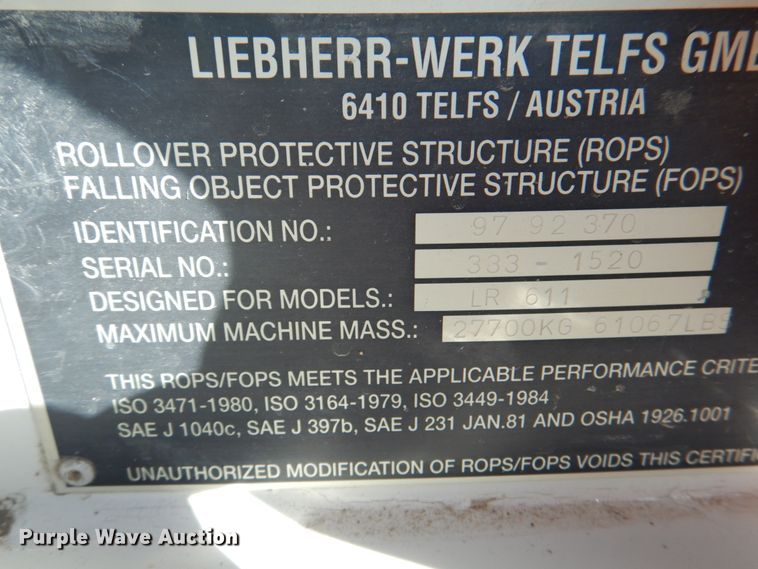 LIEBHERR-WERK TELFS GMB
6410 TELFS / AUSTRIA
ROLLOVER PROTECTIVE STRUCTURE (ROPS)
FALLING OBJECT PROTECTIVE STRUCTURE (FOPS)
IDENTIFICATION NO.: 97 92 370
SERIAL NO.: 333 - 1520
DESIGNED FOR MODELS.: LR 611
MAXIMUM MACHINE MASS.: 27700KG 61067LBS
THIS ROPS/FOPS MEETS THE APPLICABLE PERFORMANCE CRITE
ISO 3471-1980, ISO 3164-1979, ISO 3449-1984
SAE J 1040c, SAE J 397b, SAE J 231 JAN.81 AND OSHA 1926.1001
UNAUTHORIZED MODIFICATION OF ROPS/FOPS VOIDS THIS CERTIFI
Purple Wave Auction
Purple Wave Auction